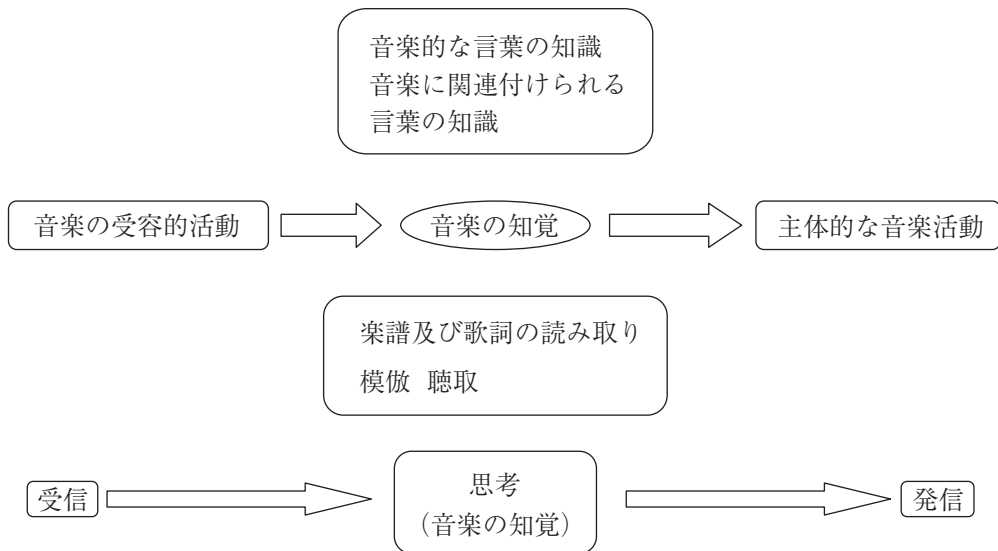 音楽的な言葉の知識
音楽に関連付けられる
言葉の知識
音楽の受容的活動
音楽の知覚
主体的な音楽活動
楽譜及び歌詞の読み取り
模倣 聴取
受信
思考
（音楽の知覚）
発信